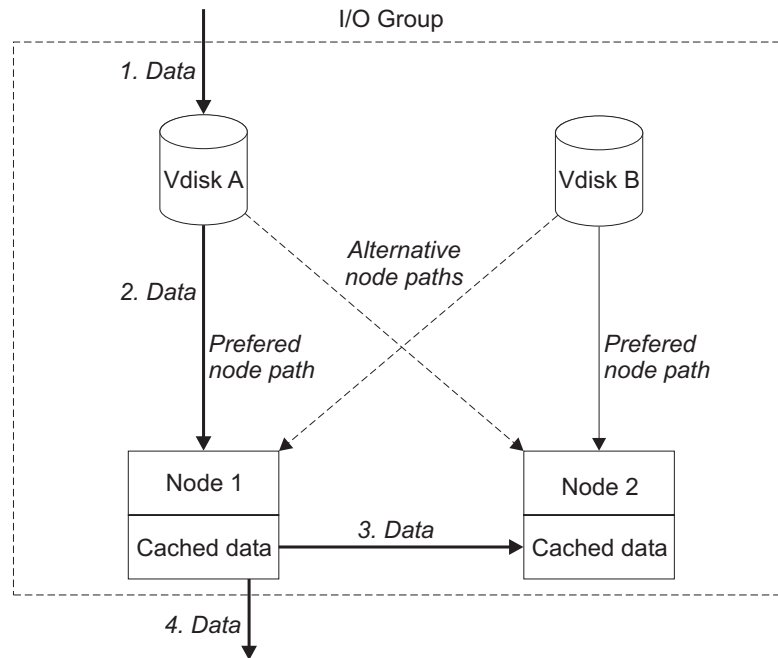 I/O Group
1. Data
Vdisk A
Vdisk B
Alternative
node paths
2. Data
Prefered
node path
Prefered
node path
Node 1
Node 2
3. Data
Cached data
Cached data
4. Data